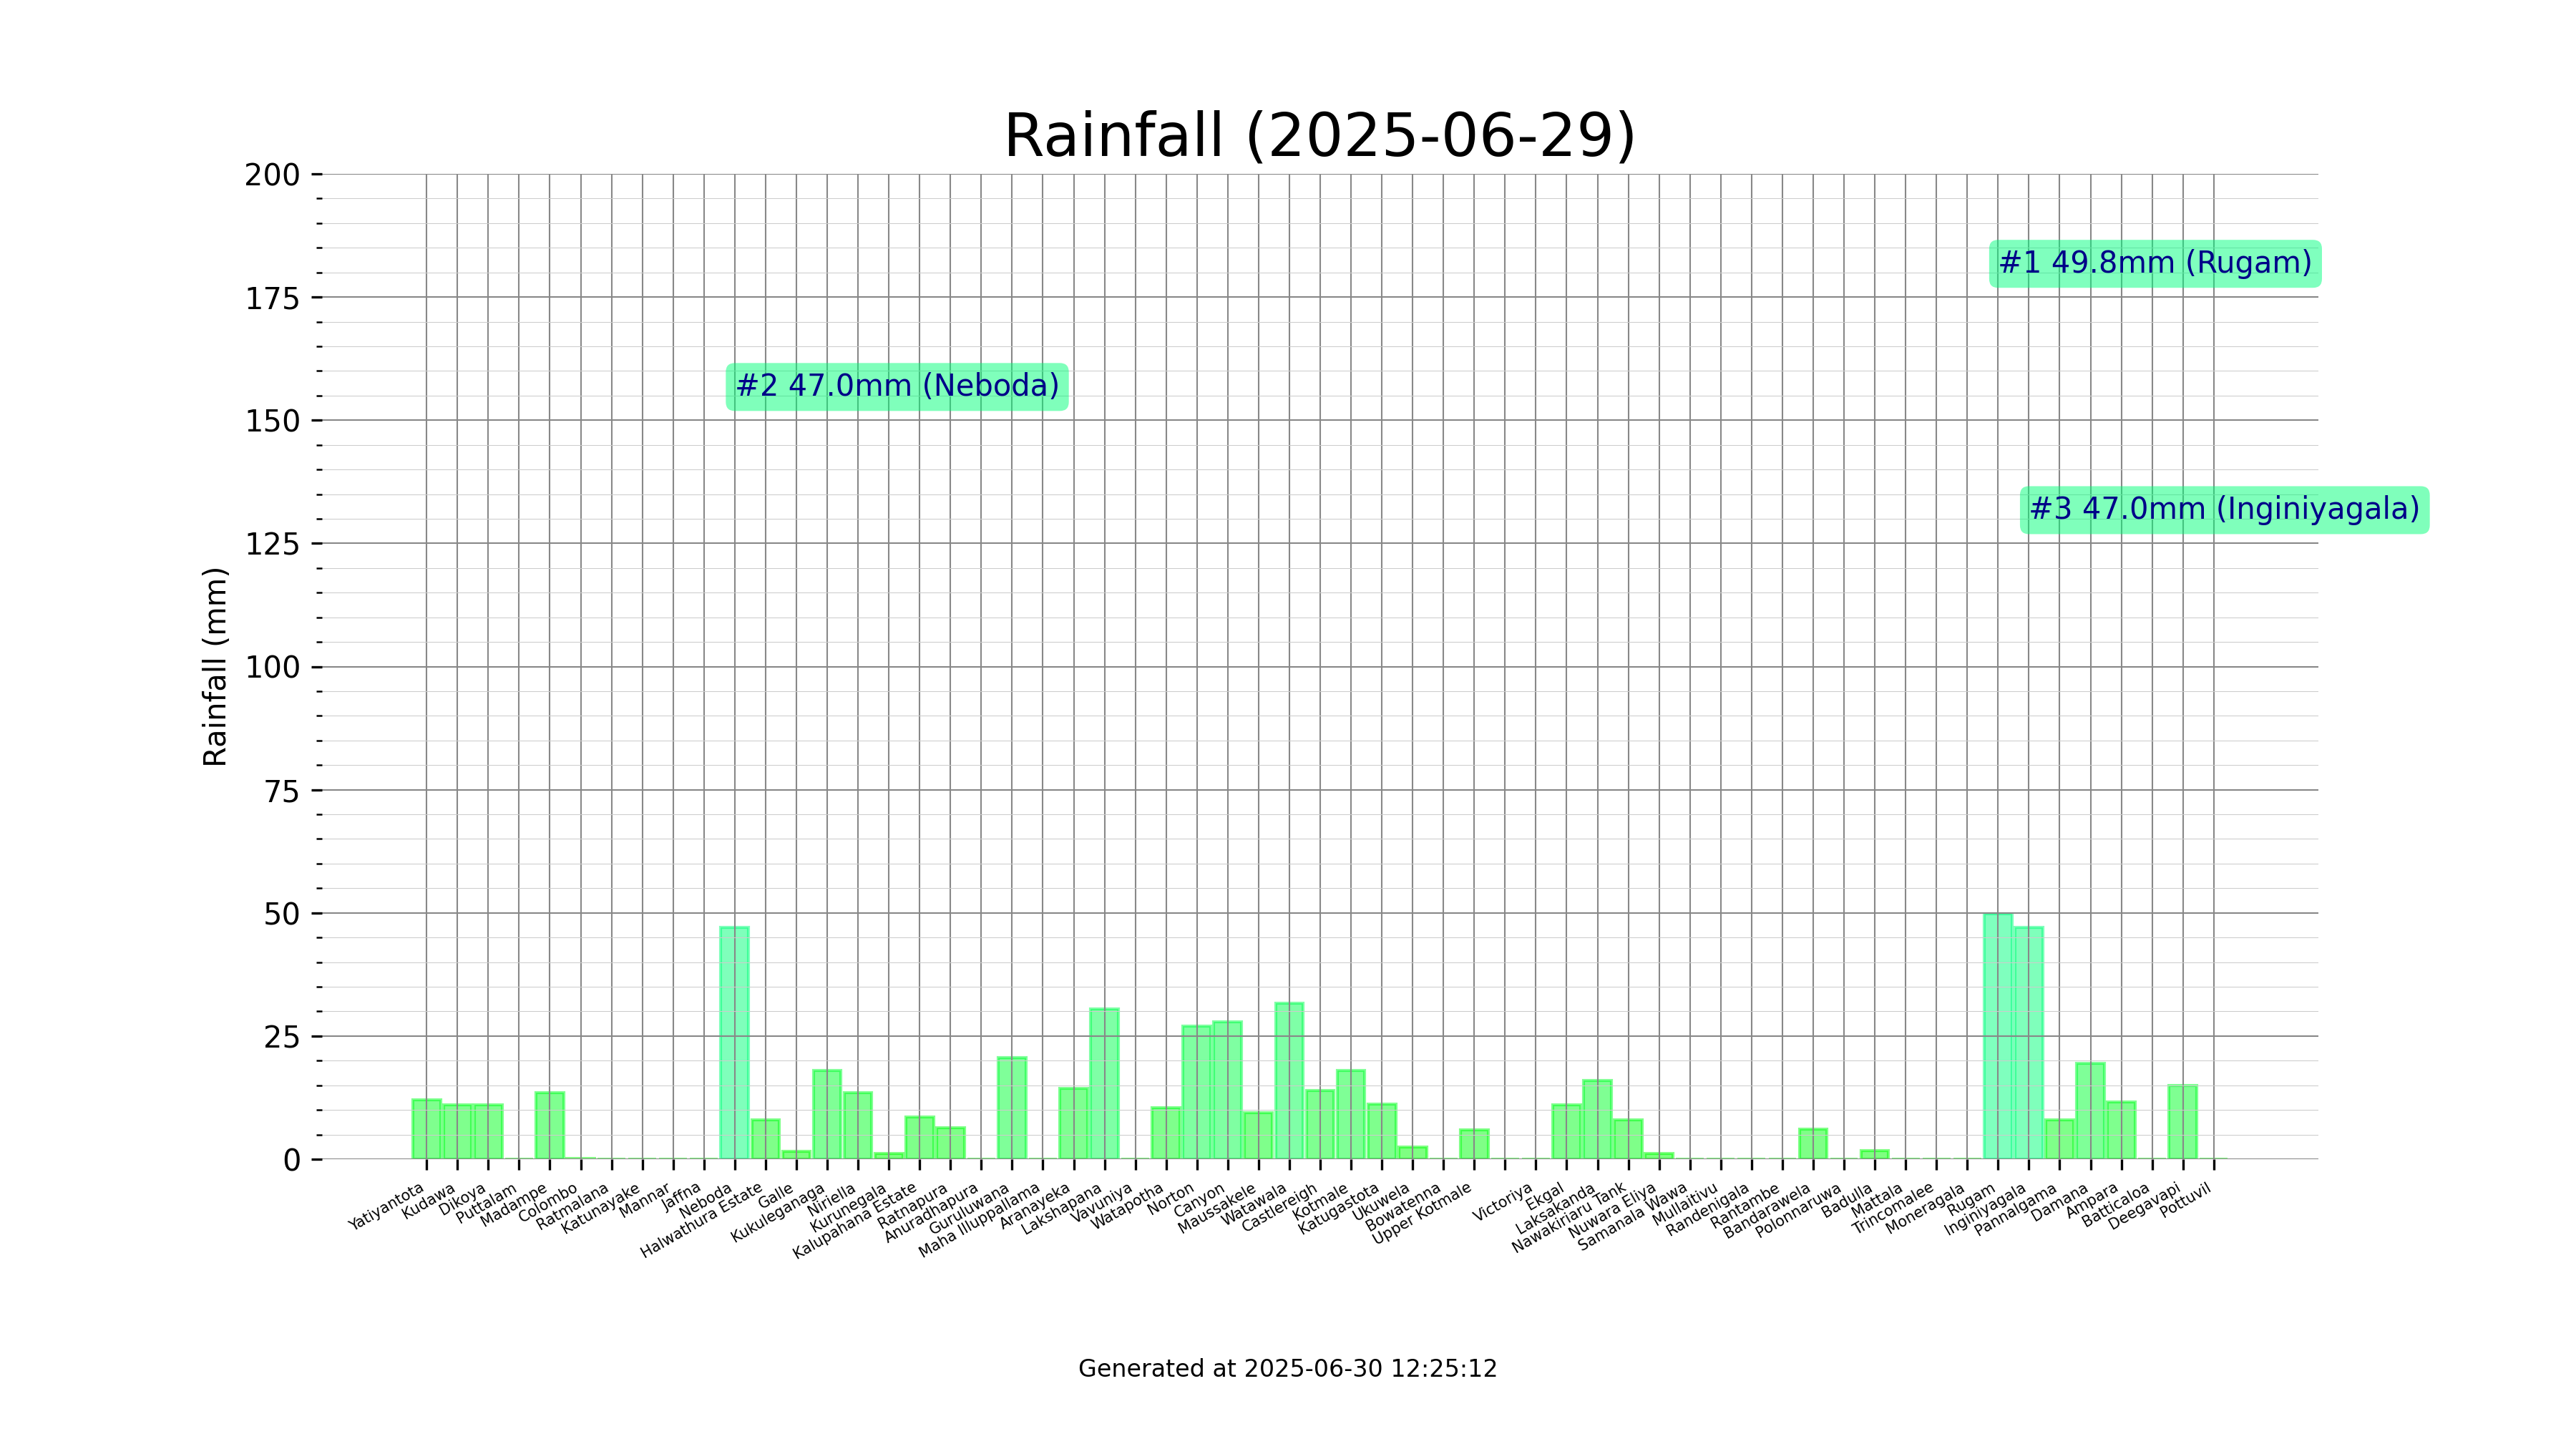 Rainfall (2025-06-29)
200
175
150
125
100
75
50
25
0
Rainfall (mm)
#1 49.8mm (Rugam)
#2 47.0mm (Neboda)
#3 47.0mm (Inginiyagala)
Yatiyantota
Kudawa
Dikoya
Puttalam
Madampe
Colombo
Ratmalana
Katunayake
Mannar
Jaffna
Neboda
Halwathura Estate
Galle
Kukuleganaga
Niriella
Kurunegala
Kalupahana Estate
Ratnapura
Anuradhapura
Guruluwana
Maha Illuppallama
Aranayeka
Lakshapana
Vavuniya
Watapotha
Norton
Canyon
Maussakele
Watawala
Castlereigh
Kotmale
Katugastota
Ukuwela
Bowatenna
Upper Kotmale
Victoriya
Ekgal
Laksakanda
Nawakiriaru Tank
Nuwara Eliya
Samanala Wawa
Mullaitivu
Randenigala
Rantambe
Bandarawela
Polonnaruwa
Badulla
Mattala
Trincomalee
Moneragala
Rugam
Inginiyagala
Pannalgama
Damana
Ampara
Batticaloa
Deegavapi
Pottuvil
Generated at 2025-06-30 12:25:12